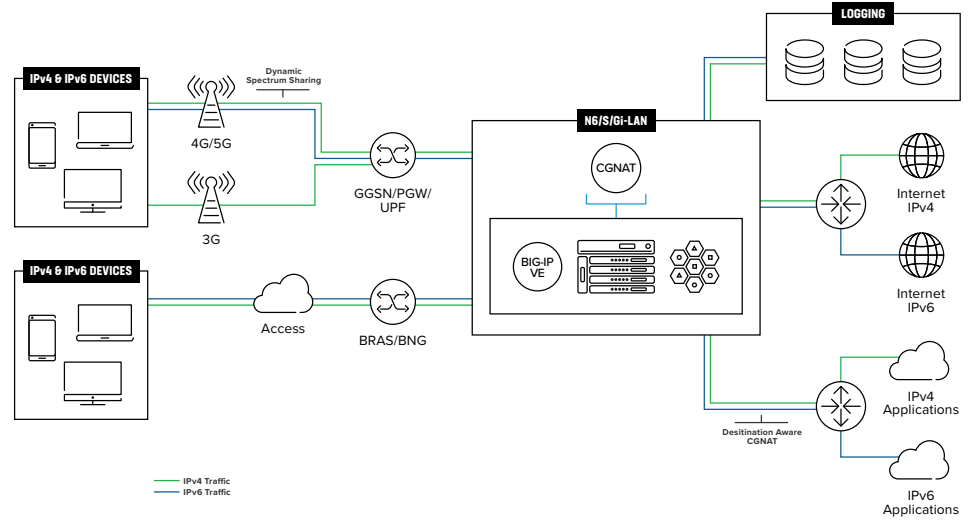 LOGGING
IPv4 & IPv6 DEVICES
Dynamic
Spectrum Sharing
4G/5G
3G
GGSN/PGW/
UPF
N6/S/Gi-LAN
CGNAT
BIG-IP
VE
Internet
IPv4
Internet
IPv6
IPv4 & IPv6 DEVICES
Access
BRAS/BNG
Desitination Aware
CGNAT
IPv4
Applications
IPv6
Applications
IPv4 Traffic
IPv6 Traffic